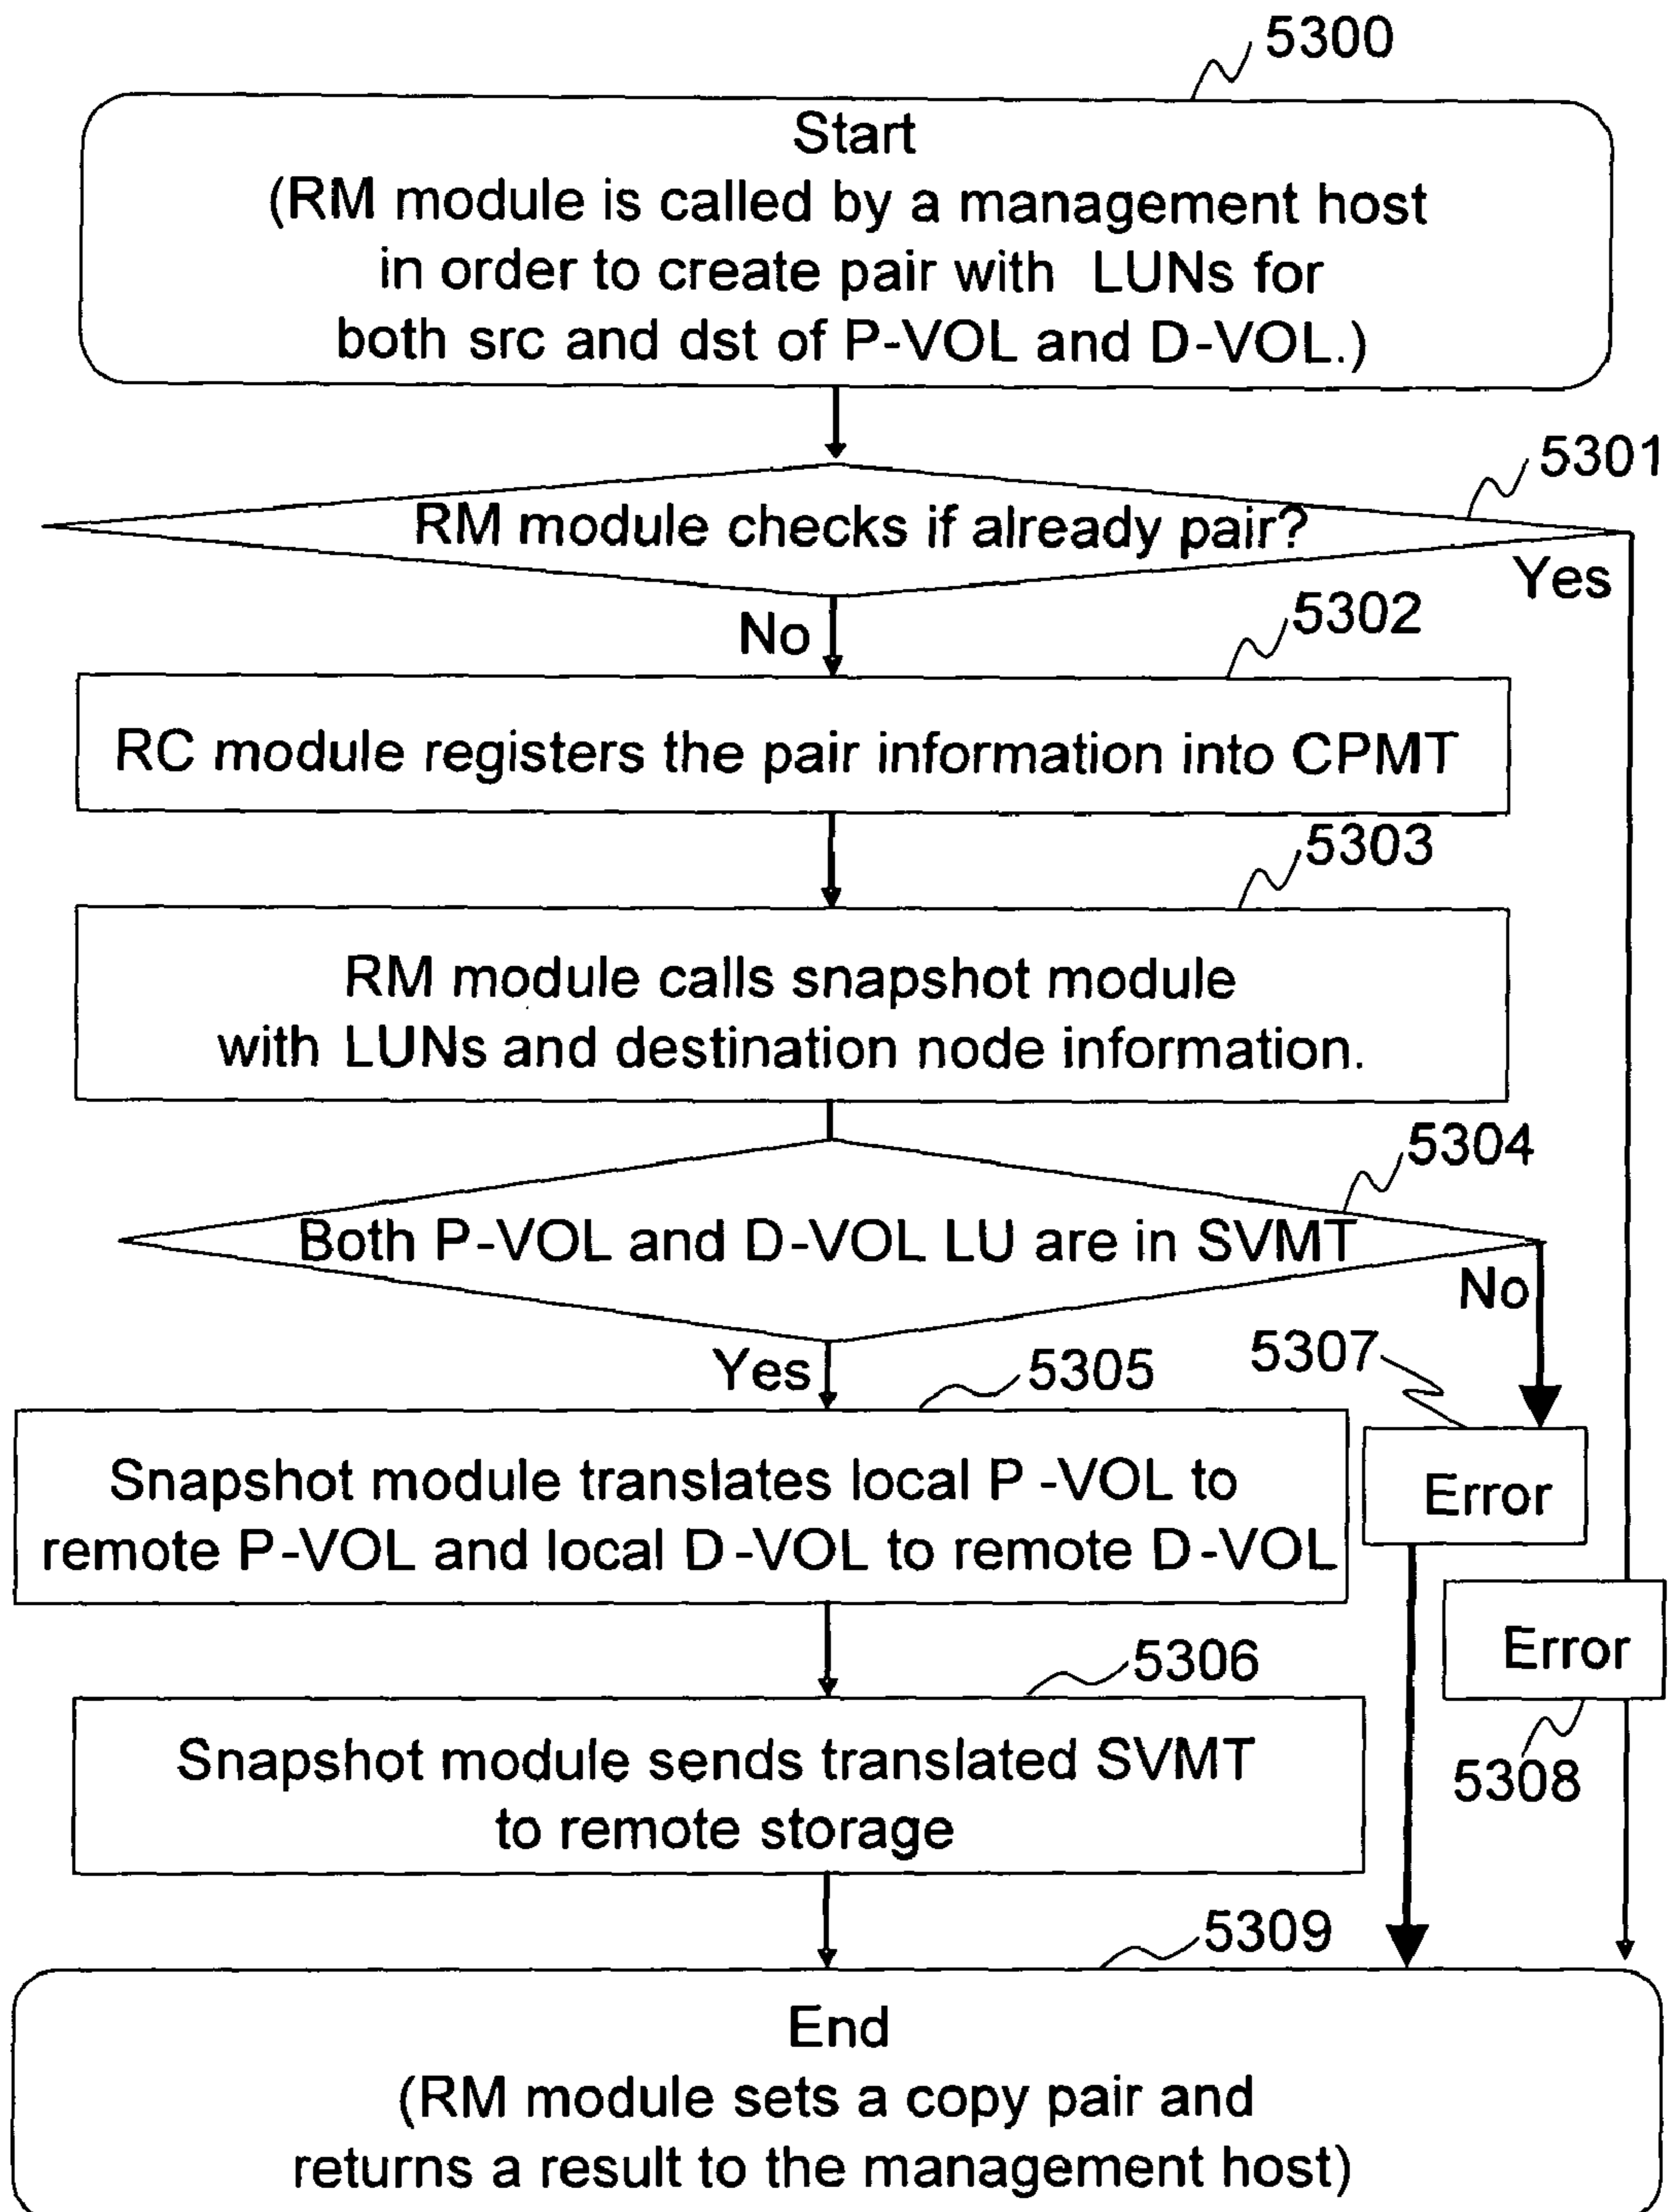 5300
Start
(RM module is called by a management host
in order to create pair with LUNs for
both src and dst of P-VOL and D-VOL.)
5301
RM module checks if already pair?
Yes
No
5302
RC module registers the pair information into CPMT
5303
RM module calls snapshot module
with LUNs and destination node information.
5304
Both P-VOL and D-VOL LU are in SVMT
No
Yes
5305
5307
Snapshot module translates local P-VOL to
remote P-VOL and local D-VOL to remote D-VOL
Error
Error
5306
5308
Snapshot module sends translated SVMT
to remote storage
5309
End
(RM module sets a copy pair and
returns a result to the management host)